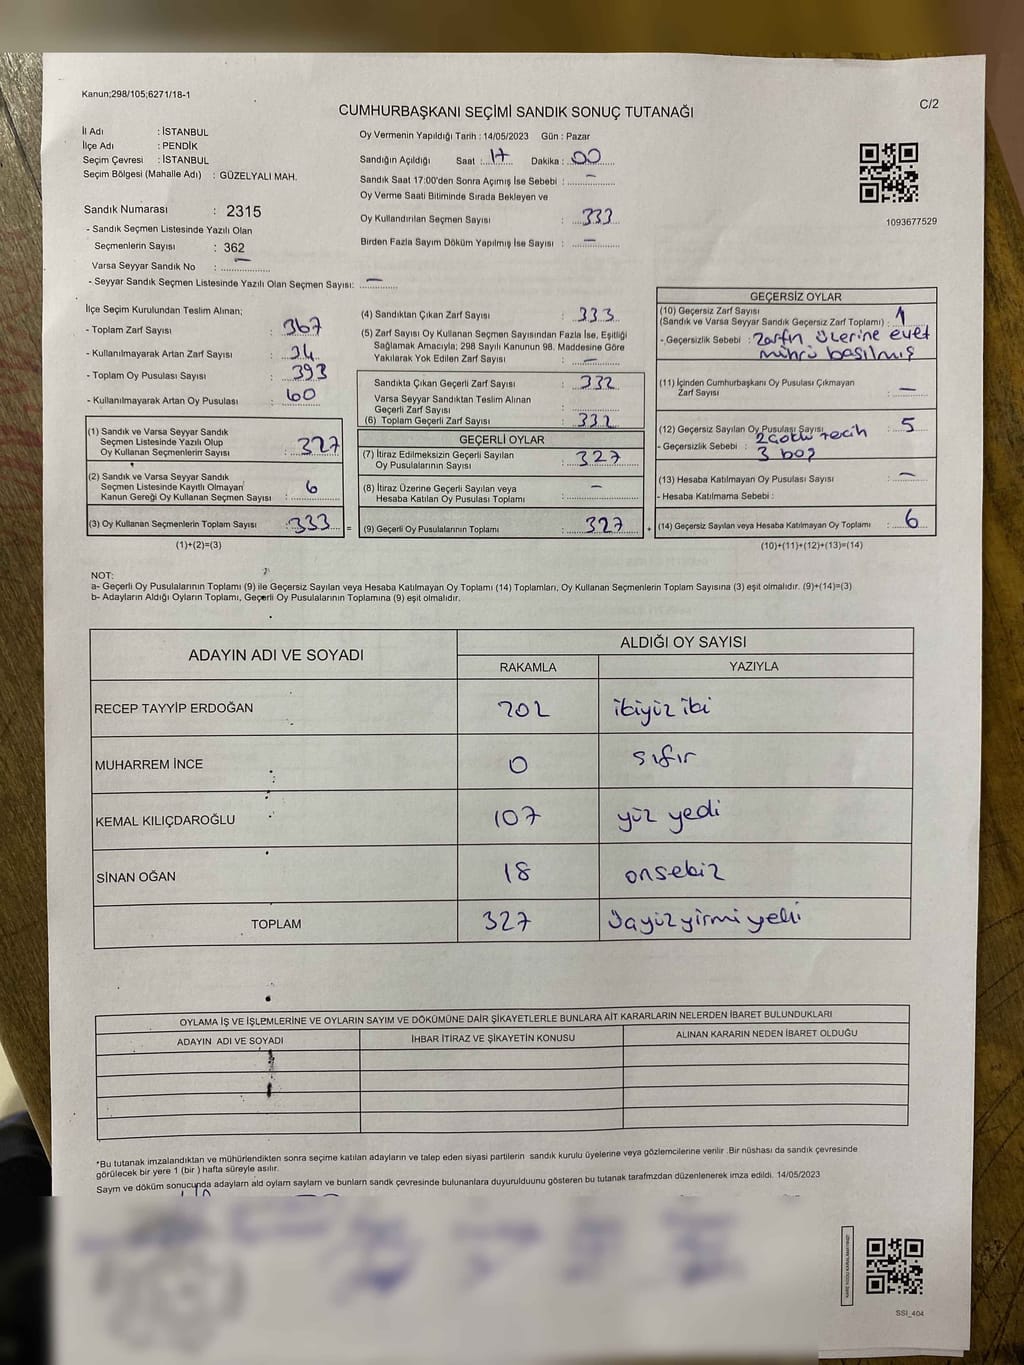 Kanun;298/105;6271/18-1
C/2
CUMHURBAŞKANI SEÇİMİ SANDIK SONUÇ TUTANAĞI
İl Adı : İSTANBUL
İlçe Adı : PENDİK
Seçim Çevresi : İSTANBUL
Seçim Bölgesi (Mahalle Adı) : GÜZELYALI MAH.
Sandık Numarası : 2315
- Sandık Seçmen Listesinde Yazılı Olan
Seçmenlerin Sayısı : 362
Varsa Seyyar Sandık No : –
- Seyyar Sandık Seçmen Listesinde Yazılı Olan Seçmen Sayısı: –
Oy Vermenin Yapıldığı Tarih : 14/05/2023 Gün : Pazar
Sandığın Açıldığı Saat : 17 Dakika : 00
Sandık Saat 17:00'den Sonra Açımış İse Sebebi : –
Oy Verme Saati Bitiminde Sırada Bekleyen ve
Oy Kullandırılan Seçmen Sayısı : 333
Birden Fazla Sayım Döküm Yapılmış İse Sayısı : –
1093677529
İlçe Seçim Kurulundan Teslim Alınan;
- Toplam Zarf Sayısı : 367
- Kullanılmayarak Artan Zarf Sayısı : 34
- Toplam Oy Pusulası Sayısı : 393
- Kullanılmayarak Artan Oy Pusulası : 60
(1) Sandık ve Varsa Seyyar Sandık
Seçmen Listesinde Yazılı Olup
Oy Kullanan Seçmenlerin Sayısı : 327
(2) Sandık ve Varsa Seyyar Sandık
Seçmen Listesinde Kayıtlı Olmayan
Kanun Gereği Oy Kullanan Seçmen Sayısı : 6
(3) Oy Kullanan Seçmenlerin Toplam Sayısı : 333 =
(1)+(2)=(3)
(4) Sandıktan Çıkan Zarf Sayısı : 333
(5) Zarf Sayısı Oy Kullanan Seçmen Sayısından Fazla İse, Eşitliği
Sağlamak Amacıyla; 298 Sayılı Kanunun 98. Maddesine Göre
Yakılarak Yok Edilen Zarf Sayısı : –
Sandıkta Çıkan Geçerli Zarf Sayısı : 332
Varsa Seyyar Sandıktan Teslim Alınan
Geçerli Zarf Sayısı :
(6) Toplam Geçerli Zarf Sayısı : 332
GEÇERLİ OYLAR
(7) İtiraz Edilmeksizin Geçerli Sayılan
Oy Pusulalarının Sayısı : 327
(8) İtiraz Üzerine Geçerli Sayılan veya
Hesaba Katılan Oy Pusulası Toplamı : –
(9) Geçerli Oy Pusulalarının Toplamı : 327 +
GEÇERSİZ OYLAR
(10) Geçersiz Zarf Sayısı
(Sandık ve Varsa Seyyar Sandık Geçersiz Zarf Toplamı) : 1
- Geçersizlik Sebebi : Zarfın üzerine evet
mührü basılmış
(11) İçinden Cumhurbaşkanı Oy Pusulası Çıkmayan
Zarf Sayısı : –
(12) Geçersiz Sayılan Oy Pusulası Sayısı : 5
- Geçersizlik Sebebi : 2 çoklu tercih
3 boş
(13) Hesaba Katılmayan Oy Pusulası Sayısı : –
- Hesaba Katılmama Sebebi :
(14) Geçersiz Sayılan veya Hesaba Katılmayan Oy Toplamı : 6
(10)+(11)+(12)+(13)=(14)
NOT:
a- Geçerli Oy Pusulalarının Toplamı (9) ile Geçersiz Sayılan veya Hesaba Katılmayan Oy Toplamı (14) Toplamları, Oy Kullanan Seçmenlerin Toplam Sayısına (3) eşit olmalıdır. (9)+(14)=(3)
b- Adayların Aldığı Oyların Toplamı, Geçerli Oy Pusulalarının Toplamına (9) eşit olmalıdır.
ADAYIN ADI VE SOYADI
ALDIĞI OY SAYISI
RAKAMLA YAZIYLA
RECEP TAYYİP ERDOĞAN 202 ikiyüz iki
MUHARREM İNCE 0 sıfır
KEMAL KILIÇDAROĞLU 107 yüz yedi
SİNAN OĞAN 18 onsekiz
TOPLAM 327 üçyüzyirmiyedi
OYLAMA İŞ VE İŞLEMLERİNE VE OYLARIN SAYIM VE DÖKÜMÜNE DAİR ŞİKAYETLERLE BUNLARA AİT KARARLARIN NELERDEN İBARET BULUNDUKLARI
ADAYIN ADI VE SOYADI İHBAR İTİRAZ VE ŞİKAYETİN KONUSU ALINAN KARARIN NEDEN İBARET OLDUĞU
*Bu tutanak imzalandıktan ve mühürlendikten sonra seçime katılan adayların ve talep eden siyasi partilerin sandık kurulu üyelerine veya gözlemcilerine verilir .Bir nüshası da sandık çevresinde
görülecek bir yere 1 (bir ) hafta süreyle asılır.
Saym ve döküm sonucunda adaylarn ald oylarn saylarn ve bunlarn sandk çevresinde bulunanlara duyurulduunu gösteren bu tutanak tarafmzdan düzenlenerek imza edildi. 14/05/2023
SSI_404